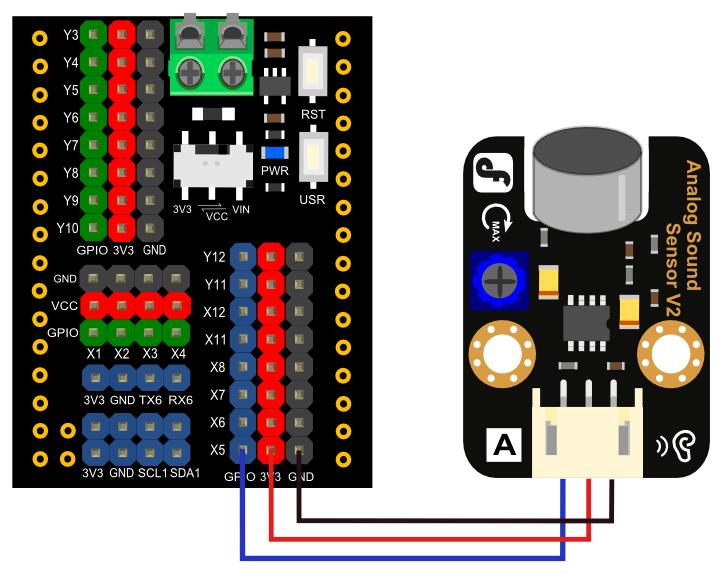 Y3
Y4
Y5
Y6
Y7
Y8
Y9
Y10
GPIO 3V3 GND
RST
PWR
USR
3V3 VCC VIN
GND
VCC
GPIO
X1 X2 X3 X4
3V3 GND TX6 RX6
3V3 GND SCL1 SDA1
Y12
Y11
X12
X11
X8
X7
X6
X5
GPIO 3V3 GND
MAX
Analog Sound
Sensor V2
A